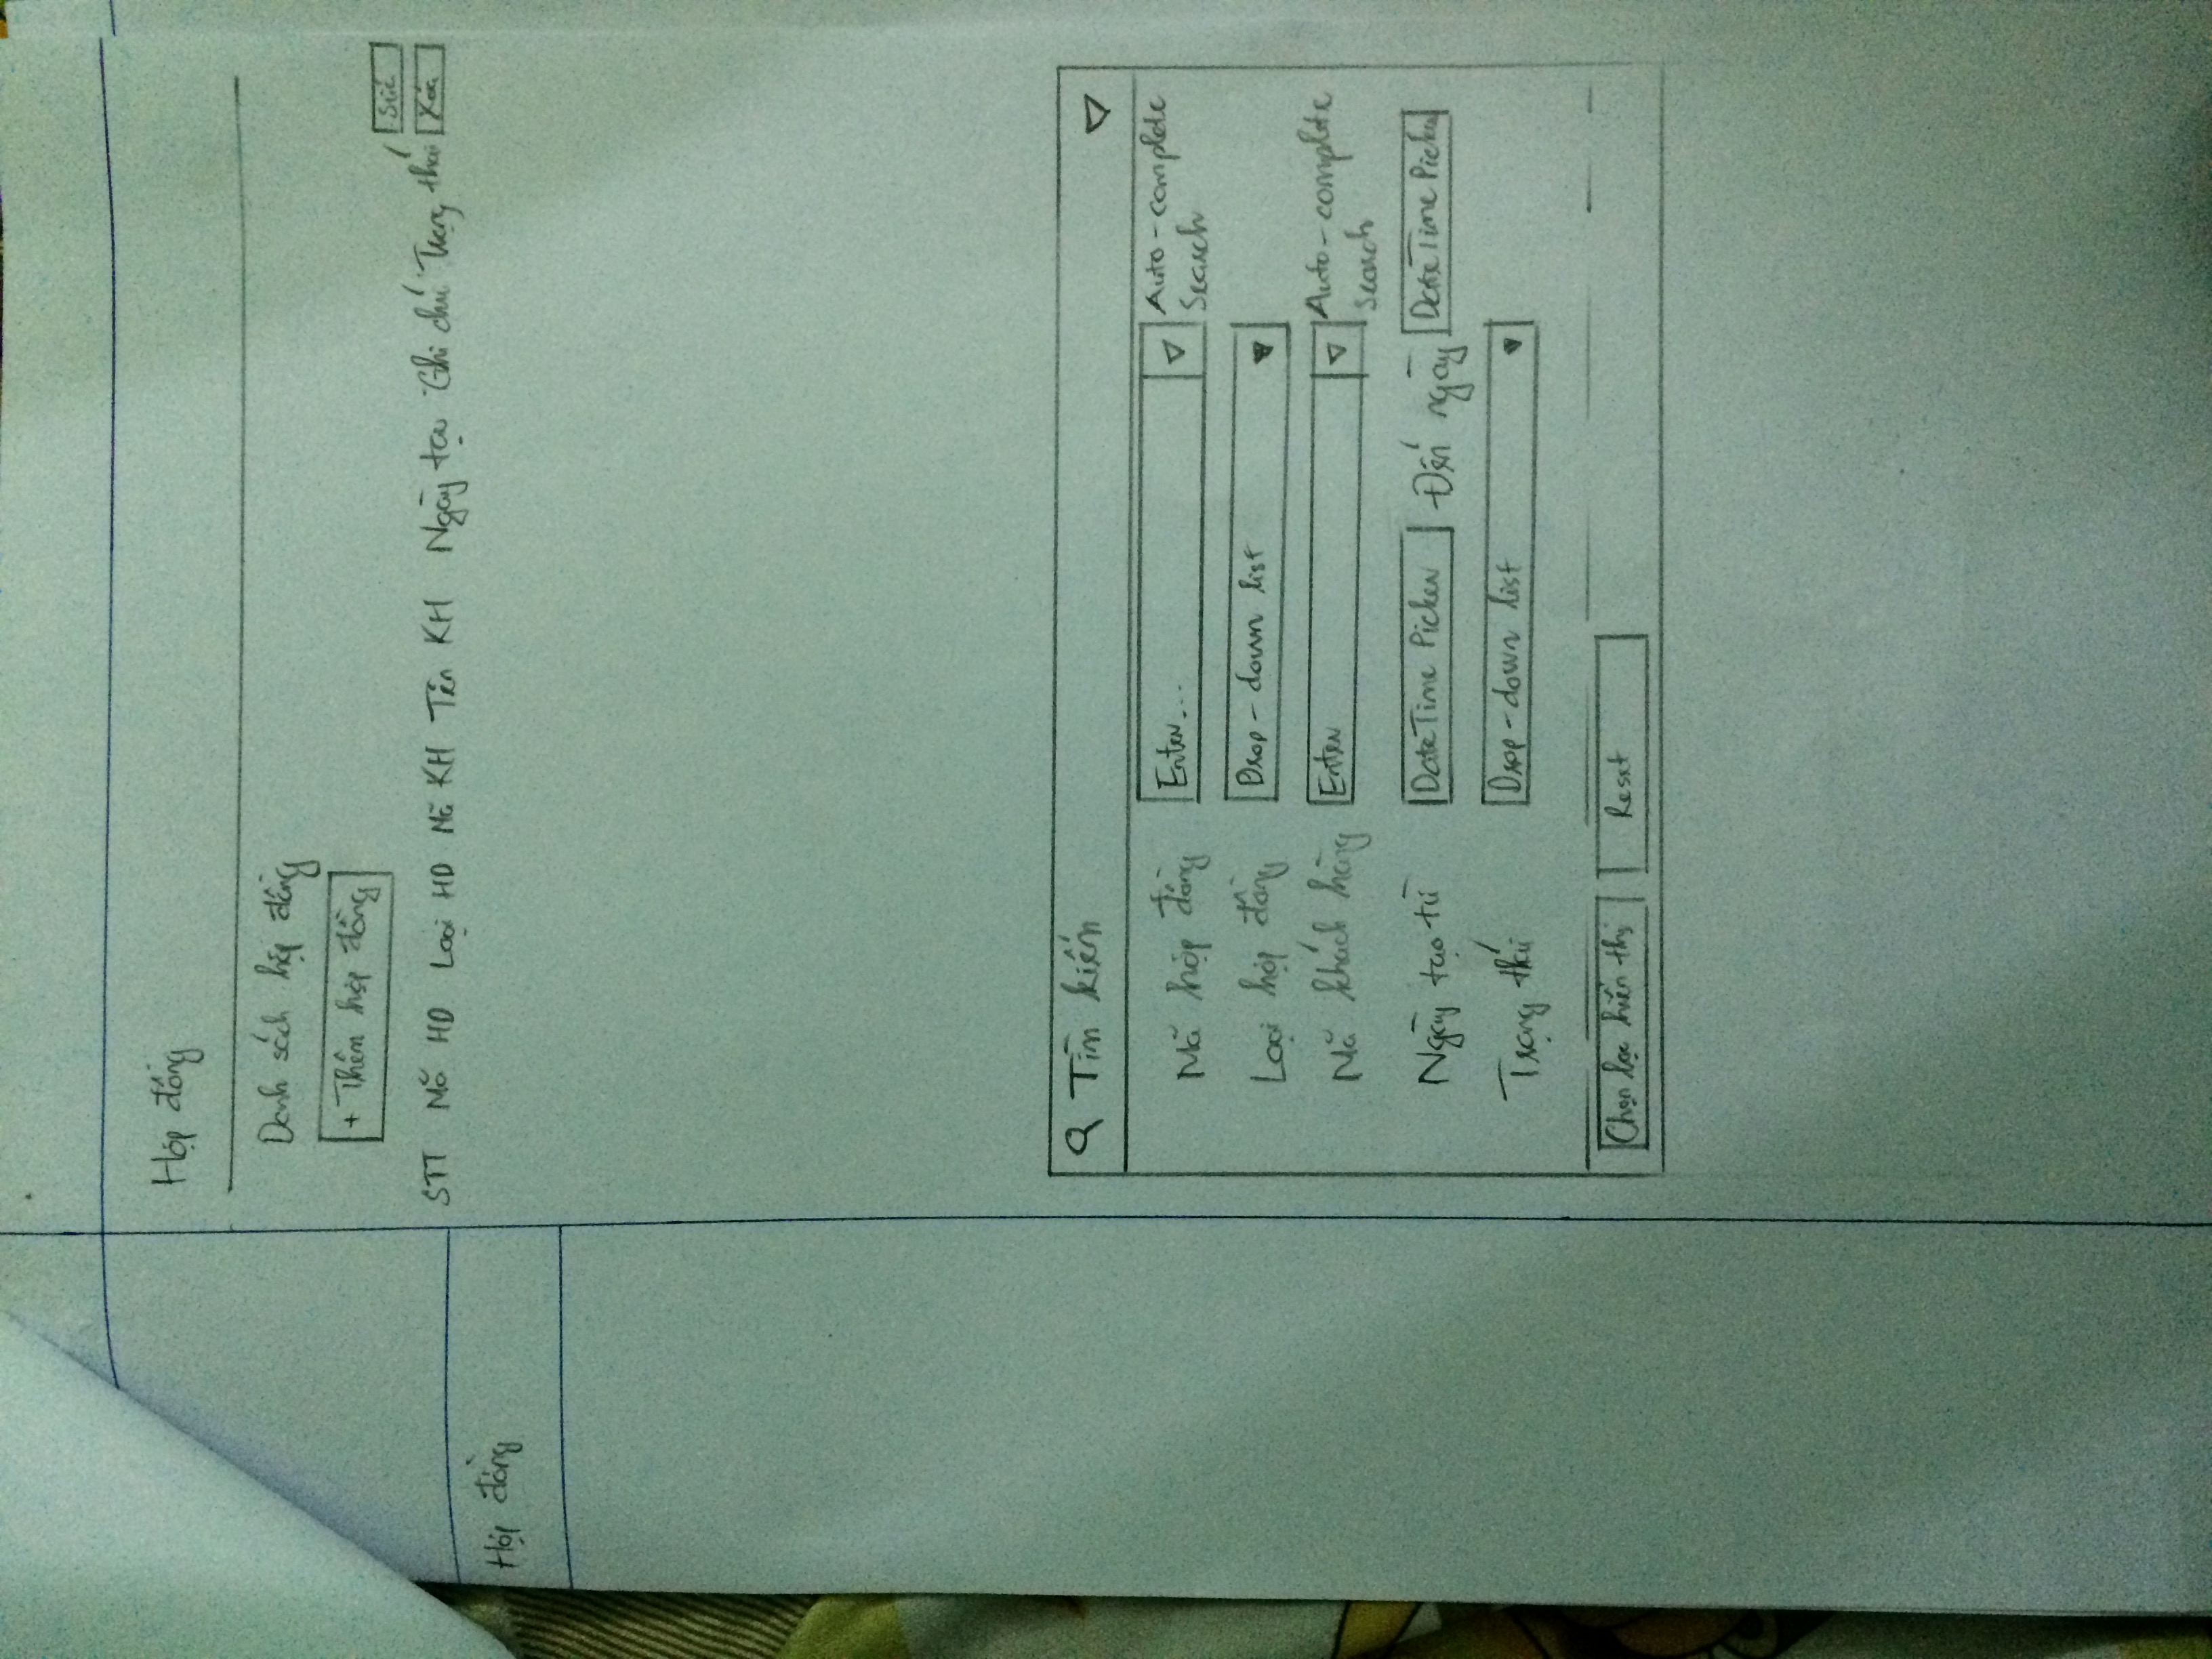 Hợp đồng
Danh sách hợp đồng
+ Thêm hợp đồng
Sửa
STT Mã HD Loại HD Mã KH Tên KH Ngày tạo Ghi chú Trạng thái Xóa
Hợp đồng
Tìm kiếm
Mã hợp đồng Enter... Auto-complete
Search
Loại hợp đồng Drop-down list
Mã khách hàng Enter Auto-complete
Search
Ngày tạo từ DateTime Picker Đến ngày DateTime Picker
Trạng thái Drop-down list
Chọn lọc hiển thị Reset